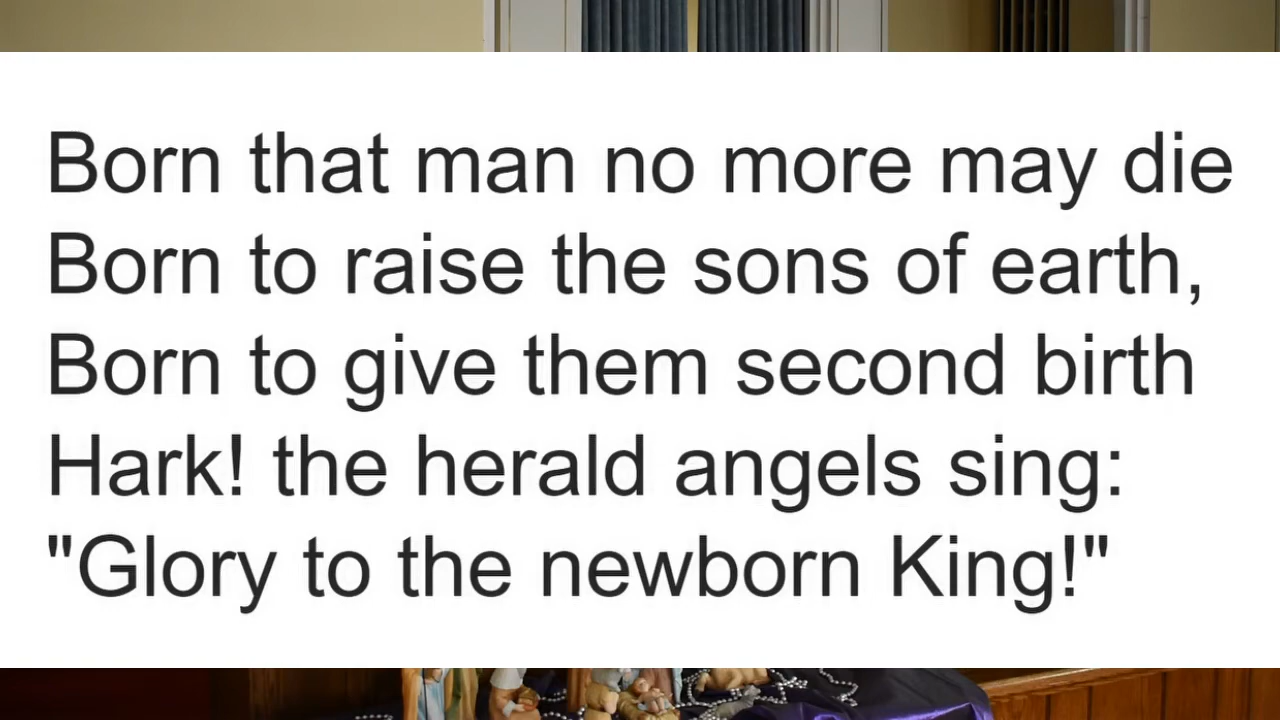 Born that man no more may die
Born to raise the sons of earth,
Born to give them second birth
Hark! the herald angels sing:
"Glory to the newborn King!"